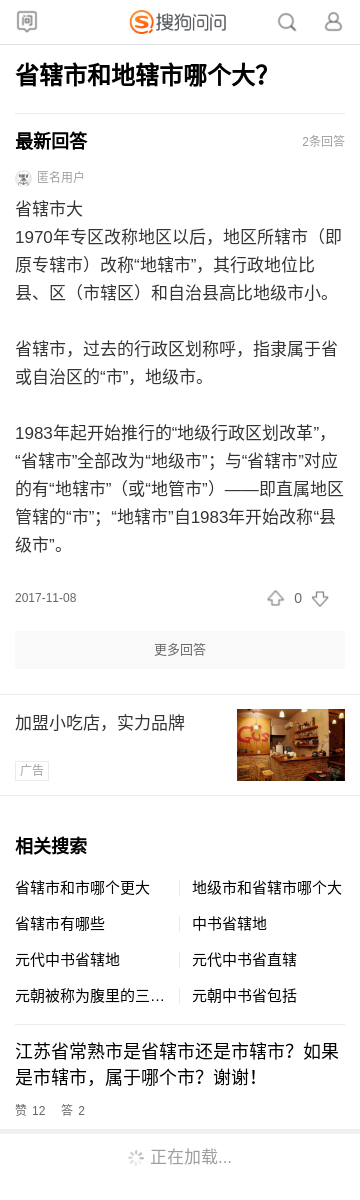 问 搜狗问问
省辖市和地辖市哪个大?
最新回答 2条回答
匿名用户
省辖市大
1970年专区改称地区以后，地区所辖市（即
原专辖市）改称“地辖市”，其行政地位比
县、区（市辖区）和自治县高比地级市小。
省辖市，过去的行政区划称呼，指隶属于省
或自治区的“市”，地级市。
1983年起开始推行的“地级行政区划改革”，
“省辖市”全部改为“地级市”；与“省辖市”对应
的有“地辖市”（或“地管市”）——即直属地区
管辖的“市”；“地辖市”自1983年开始改称“县
级市”。
2017-11-08 0
更多回答
加盟小吃店，实力品牌
广告
相关搜索
省辖市和市哪个更大 地级市和省辖市哪个大
省辖市有哪些 中书省辖地
元代中书省辖地 元代中书省直辖
元朝被称为腹里的三… 元朝中书省包括
江苏省常熟市是省辖市还是市辖市？如果
是市辖市，属于哪个市？谢谢！
赞 12 答 2
正在加载...